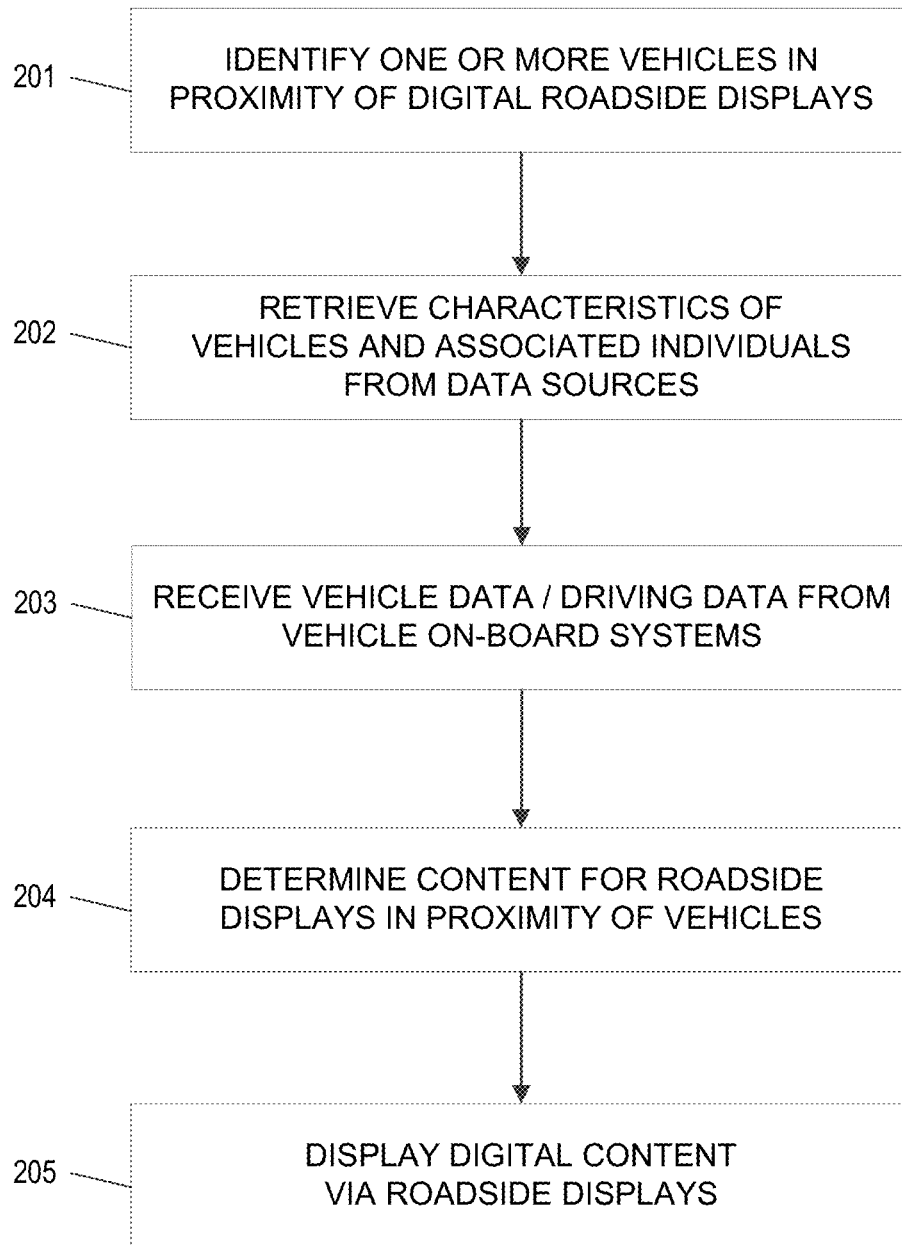 201
IDENTIFY ONE OR MORE VEHICLES IN
PROXIMITY OF DIGITAL ROADSIDE DISPLAYS
202
RETRIEVE CHARACTERISTICS OF
VEHICLES AND ASSOCIATED INDIVIDUALS
FROM DATA SOURCES
203
RECEIVE VEHICLE DATA / DRIVING DATA FROM
VEHICLE ON-BOARD SYSTEMS
204
DETERMINE CONTENT FOR ROADSIDE
DISPLAYS IN PROXIMITY OF VEHICLES
205
DISPLAY DIGITAL CONTENT
VIA ROADSIDE DISPLAYS